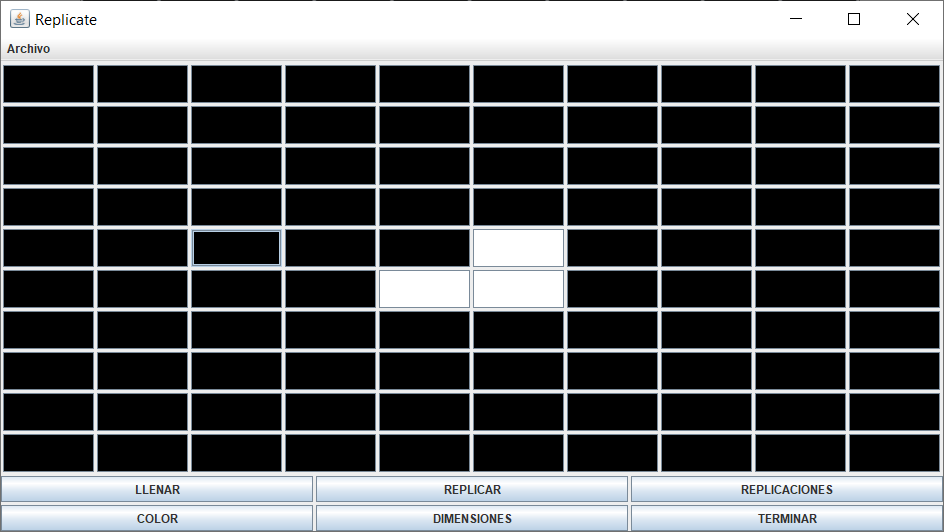 Replicate
Archivo
LLENAR REPLICAR REPLICACIONES
COLOR DIMENSIONES TERMINAR